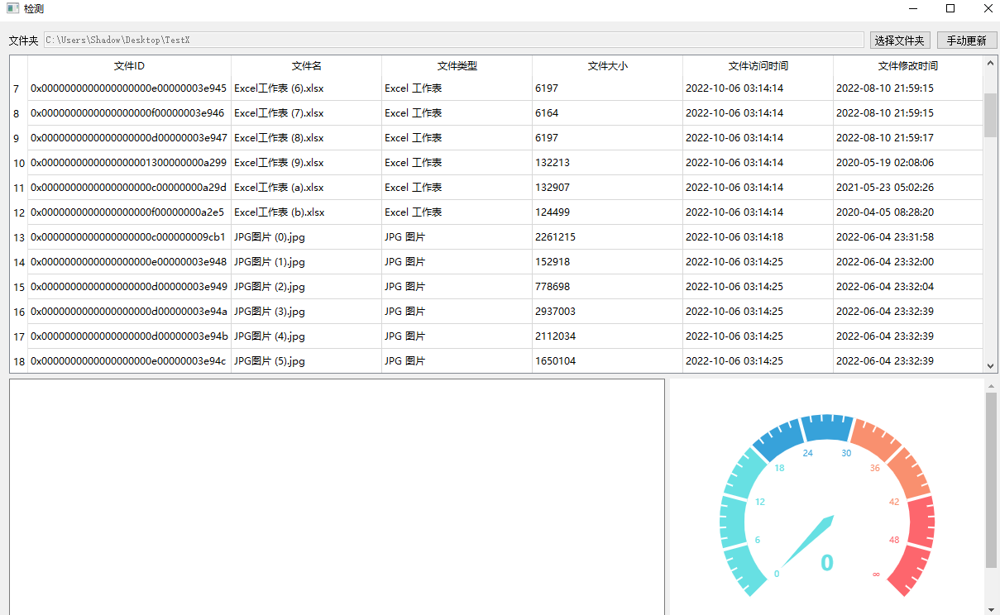 检测
文件夹 C:\Users\Shadow\Desktop\TestX 选择文件夹 手动更新
文件ID 文件名 文件类型 文件大小 文件访问时间 文件修改时间
7 0x0000000000000000000e00000003e945 Excel工作表 (6).xlsx Excel 工作表 6197 2022-10-06 03:14:14 2022-08-10 21:59:15
8 0x0000000000000000000f00000003e946 Excel工作表 (7).xlsx Excel 工作表 6164 2022-10-06 03:14:14 2022-08-10 21:59:15
9 0x0000000000000000000d00000003e947 Excel工作表 (8).xlsx Excel 工作表 6197 2022-10-06 03:14:14 2022-08-10 21:59:17
10 0x0000000000000000001300000000a299 Excel工作表 (9).xlsx Excel 工作表 132213 2022-10-06 03:14:14 2020-05-19 02:08:06
11 0x0000000000000000000c00000000a29d Excel工作表 (a).xlsx Excel 工作表 132907 2022-10-06 03:14:14 2021-05-23 05:02:26
12 0x0000000000000000000f00000000a2e5 Excel工作表 (b).xlsx Excel 工作表 124499 2022-10-06 03:14:14 2020-04-05 08:28:20
13 0x0000000000000000000c000000009cb1 JPG图片 (0).jpg JPG 图片 2261215 2022-10-06 03:14:18 2022-06-04 23:31:58
14 0x0000000000000000000e00000003e948 JPG图片 (1).jpg JPG 图片 152918 2022-10-06 03:14:25 2022-06-04 23:32:00
15 0x0000000000000000000d00000003e949 JPG图片 (2).jpg JPG 图片 778698 2022-10-06 03:14:25 2022-06-04 23:32:04
16 0x0000000000000000000d00000003e94a JPG图片 (3).jpg JPG 图片 2937003 2022-10-06 03:14:25 2022-06-04 23:32:39
17 0x0000000000000000000d00000003e94b JPG图片 (4).jpg JPG 图片 2112034 2022-10-06 03:14:25 2022-06-04 23:32:39
18 0x0000000000000000000e00000003e94c JPG图片 (5).jpg JPG 图片 1650104 2022-10-06 03:14:25 2022-06-04 23:32:39
24 30
18 36
12 42
6 48
0
0 ∞